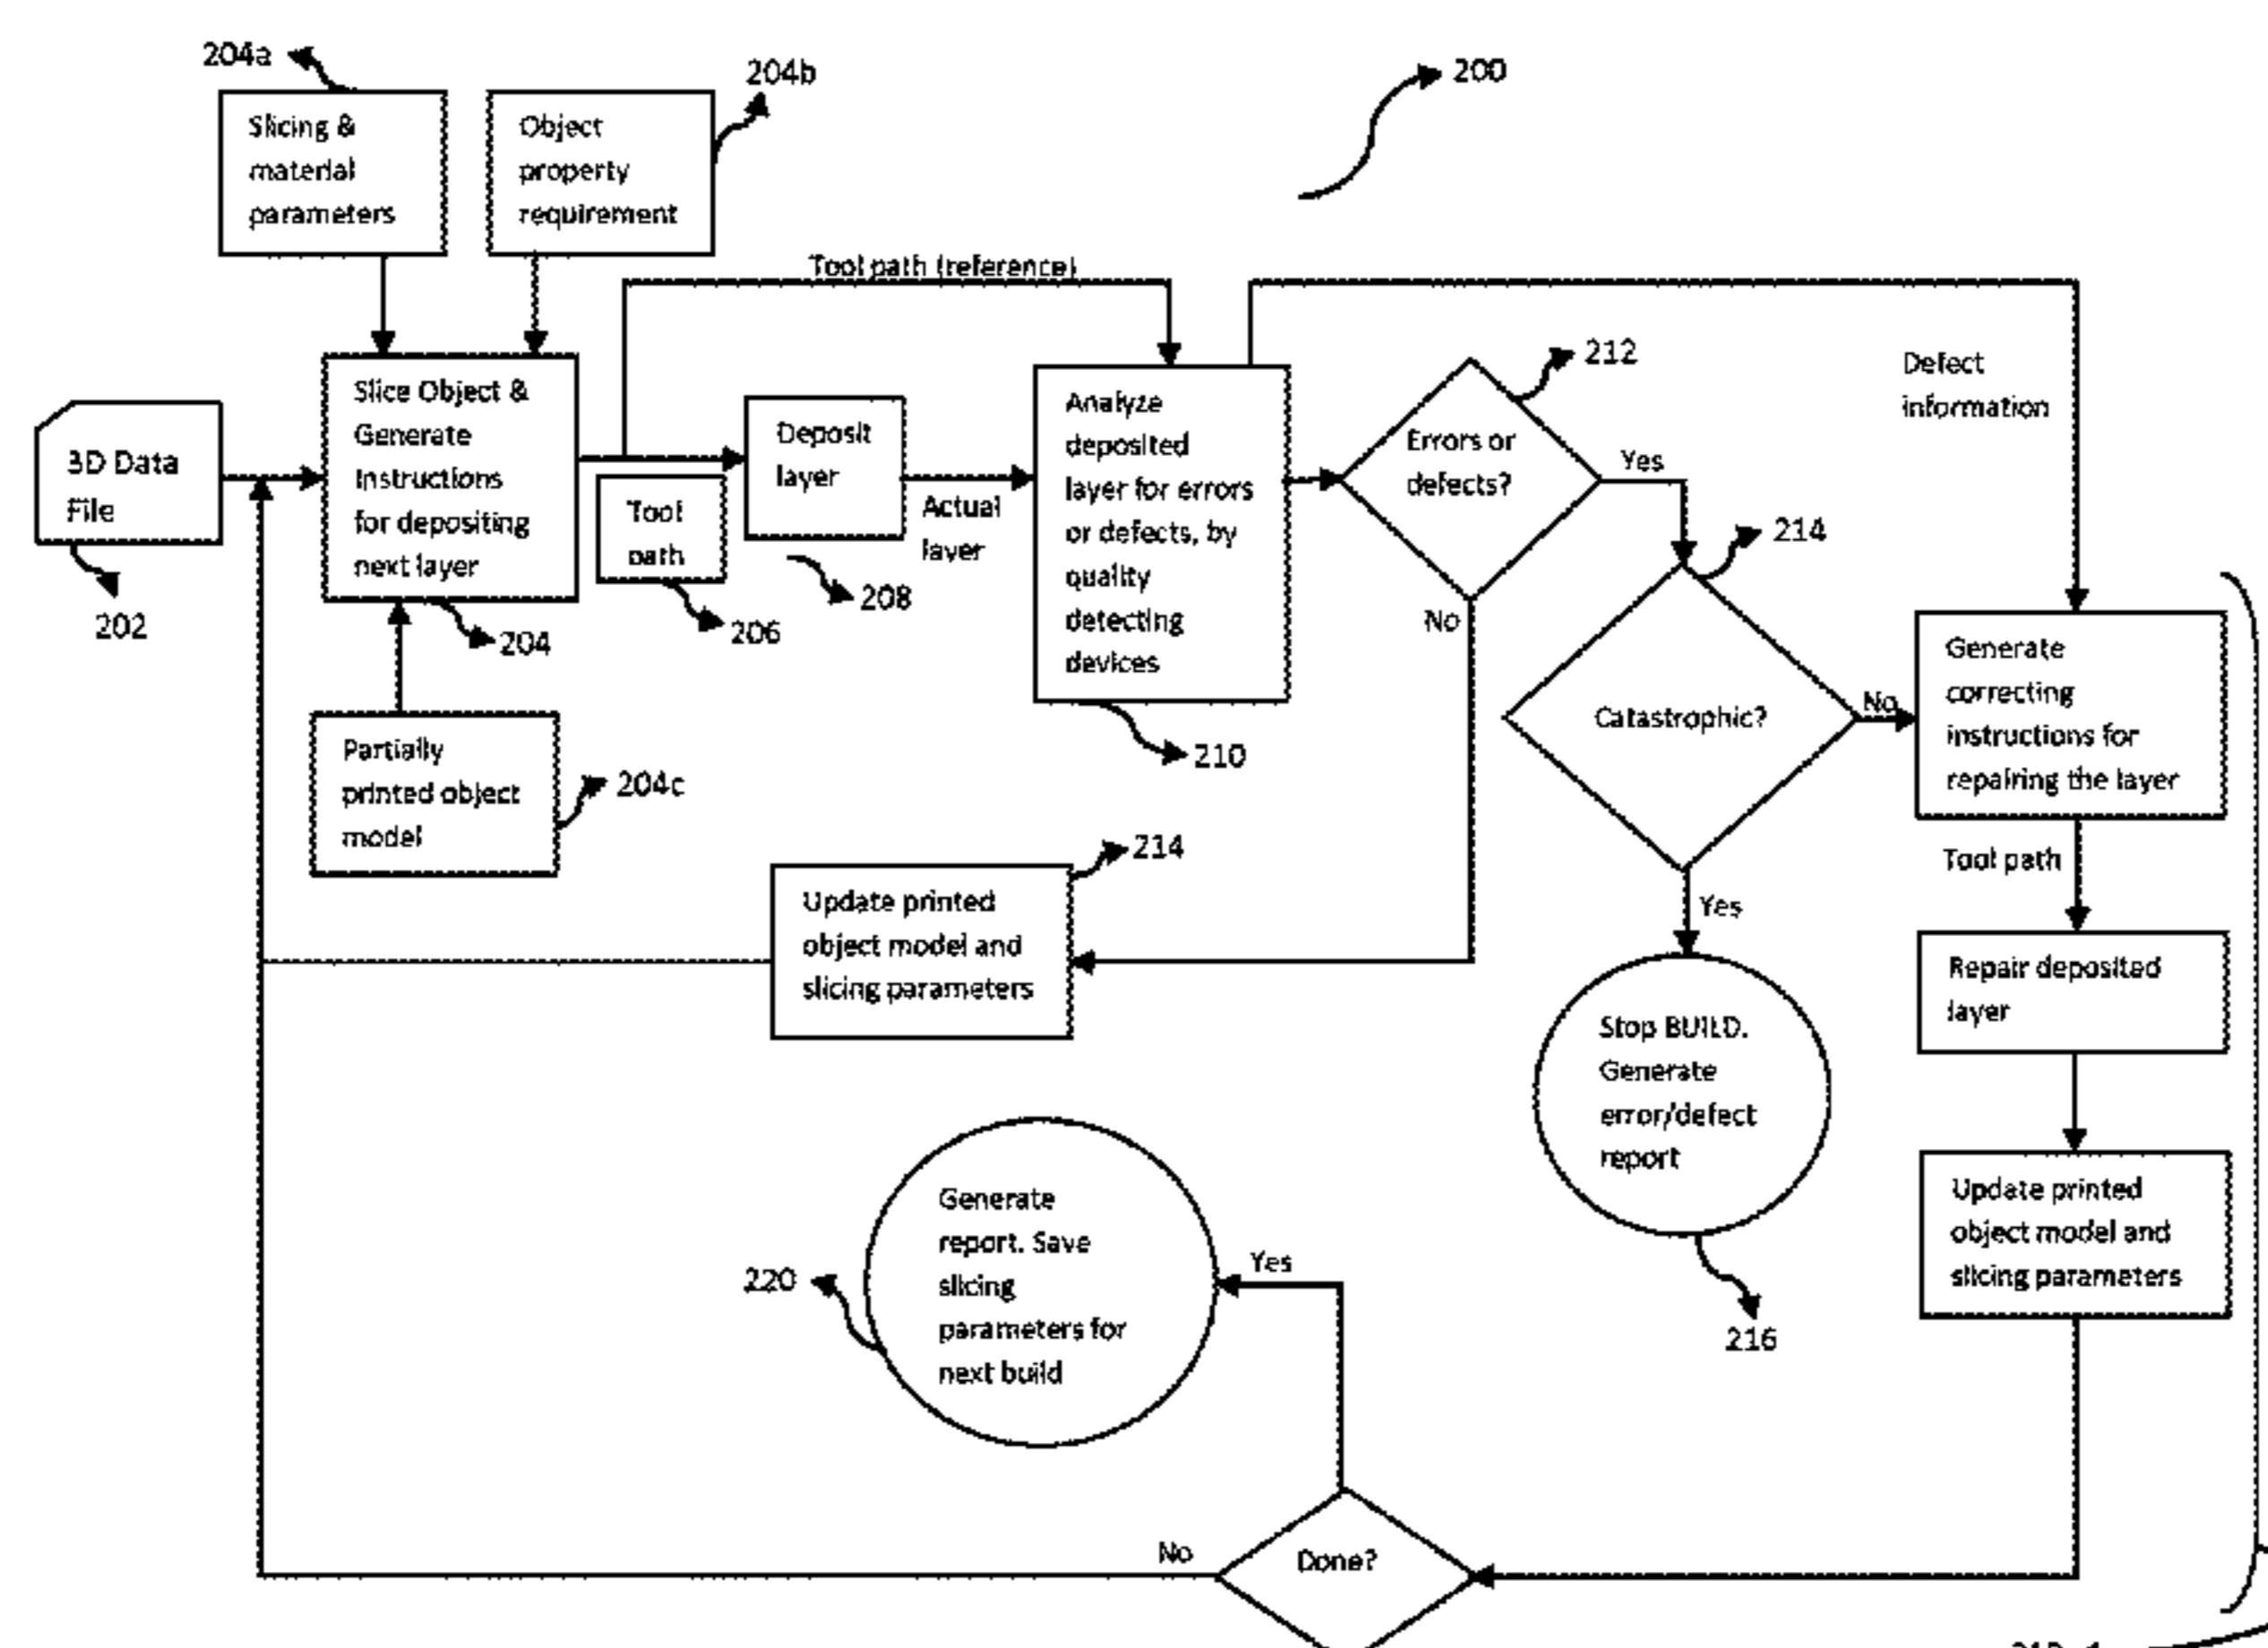 204a
204b
200
Slicing &
material
parameters
Object
property
requirement
Tool path (reference)
212
Defect
information
3D Data
File
202
Slice Object &
Generate
Instructions
for depositing
next layer
204
Tool
path
206
Deposit
layer
208
Actual
layer
Analyze
deposited
layer for errors
or defects, by
quality
detecting
devices
210
Errors or
defects?
Yes
No
214
Catastrophic?
No
Yes
Generate
correcting
instructions for
repairing the layer
Tool path
Partially
printed object
model
204c
214
Update printed
object model and
slicing parameters
Repair deposited
layer
Stop BUILD.
Generate
error/defect
report
216
Update printed
object model and
slicing parameters
Generate
report. Save
slicing
parameters for
next build
220
Yes
Done?
No